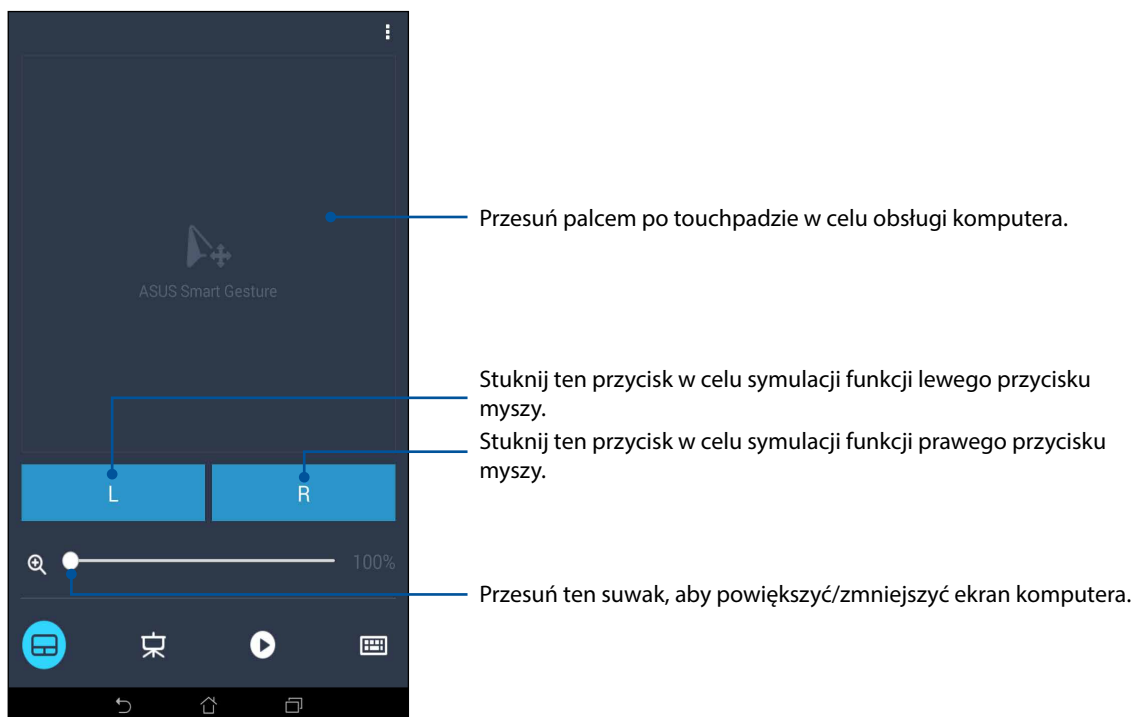 Przesuń palcem po touchpadzie w celu obsługi komputera.
ASUS Smart Gesture
Stuknij ten przycisk w celu symulacji funkcji lewego przycisku
myszy.
Stuknij ten przycisk w celu symulacji funkcji prawego przycisku
myszy.
L
R
100%
Przesuń ten suwak, aby powiększyć/zmniejszyć ekran komputera.